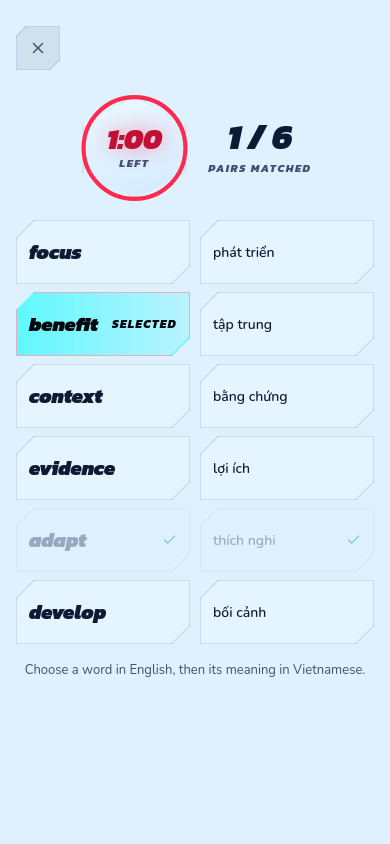 1:00
LEFT
1 / 6
PAIRS MATCHED
focus
phát triển
benefit SELECTED
tập trung
context
bằng chứng
evidence
lợi ích
adapt
thích nghi
develop
bối cảnh
Choose a word in English, then its meaning in Vietnamese.